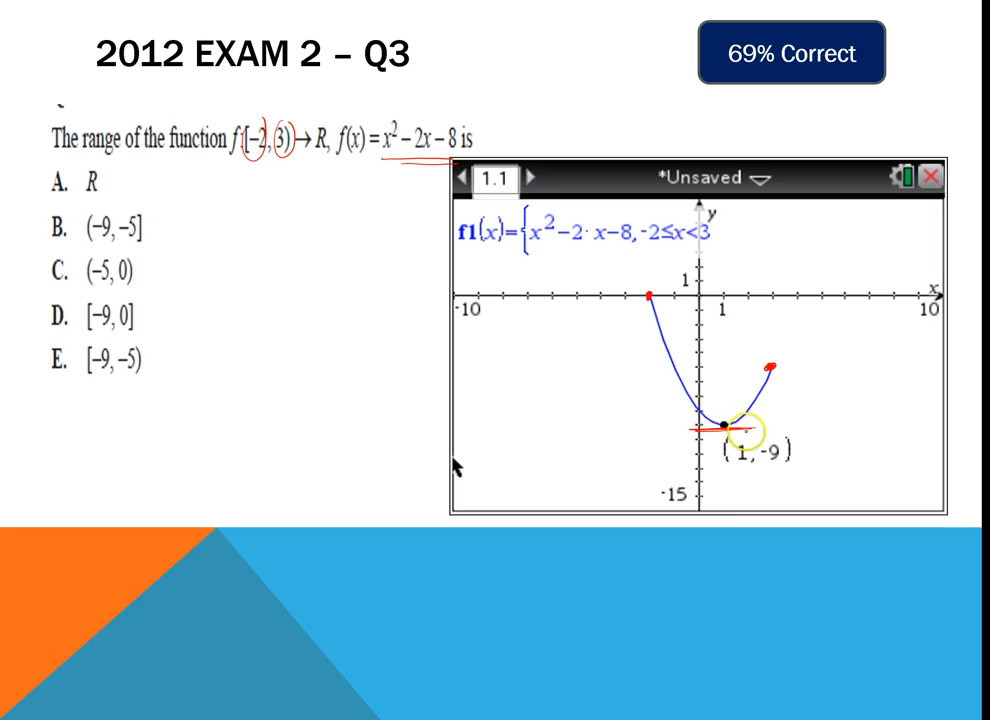 2012 EXAM 2 – Q3
69% Correct
The range of the function f:[–2, 3) → R, f(x) = x² – 2x – 8 is
A. R
B. (–9, –5]
C. (–5, 0)
D. [–9, 0]
E. [–9, –5)
1.1
*Unsaved
f1(x)={x²−2·x−8, -2≤x<3
y
1
x
-10
1
10
(1,-9)
-15